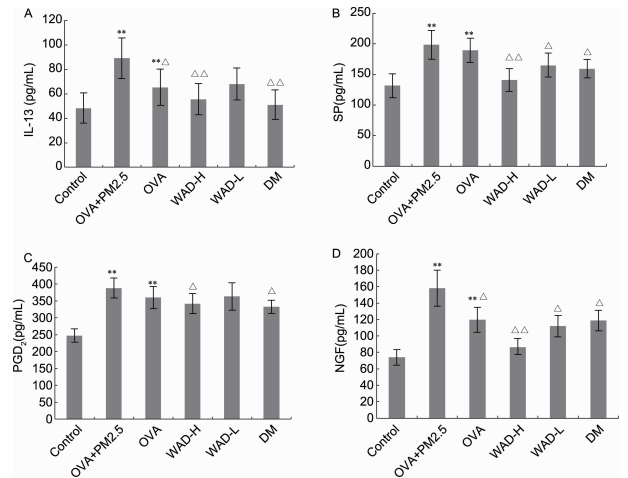 A
IL-13 (pg/mL)
120
100
80
60
40
20
0
**
** △
△△
△△
Control
OVA+PM2.5
OVA
WAD-H
WAD-L
DM
B
SP(pg/mL)
250
200
150
100
50
0
**
**
△△
△
△
Control
OVA+PM2.5
OVA
WAD-H
WAD-L
DM
C
PGD₂(pg/mL)
450
400
350
300
250
200
150
100
50
0
**
**
△
△
Control
OVA+PM2.5
OVA
WAD-H
WAD-L
DM
D
NGF(pg/mL)
200
180
160
140
120
100
80
60
40
20
0
**
** △
△△
△
△
Control
OVA+PM2.5
OVA
WAD-H
WAD-L
DM